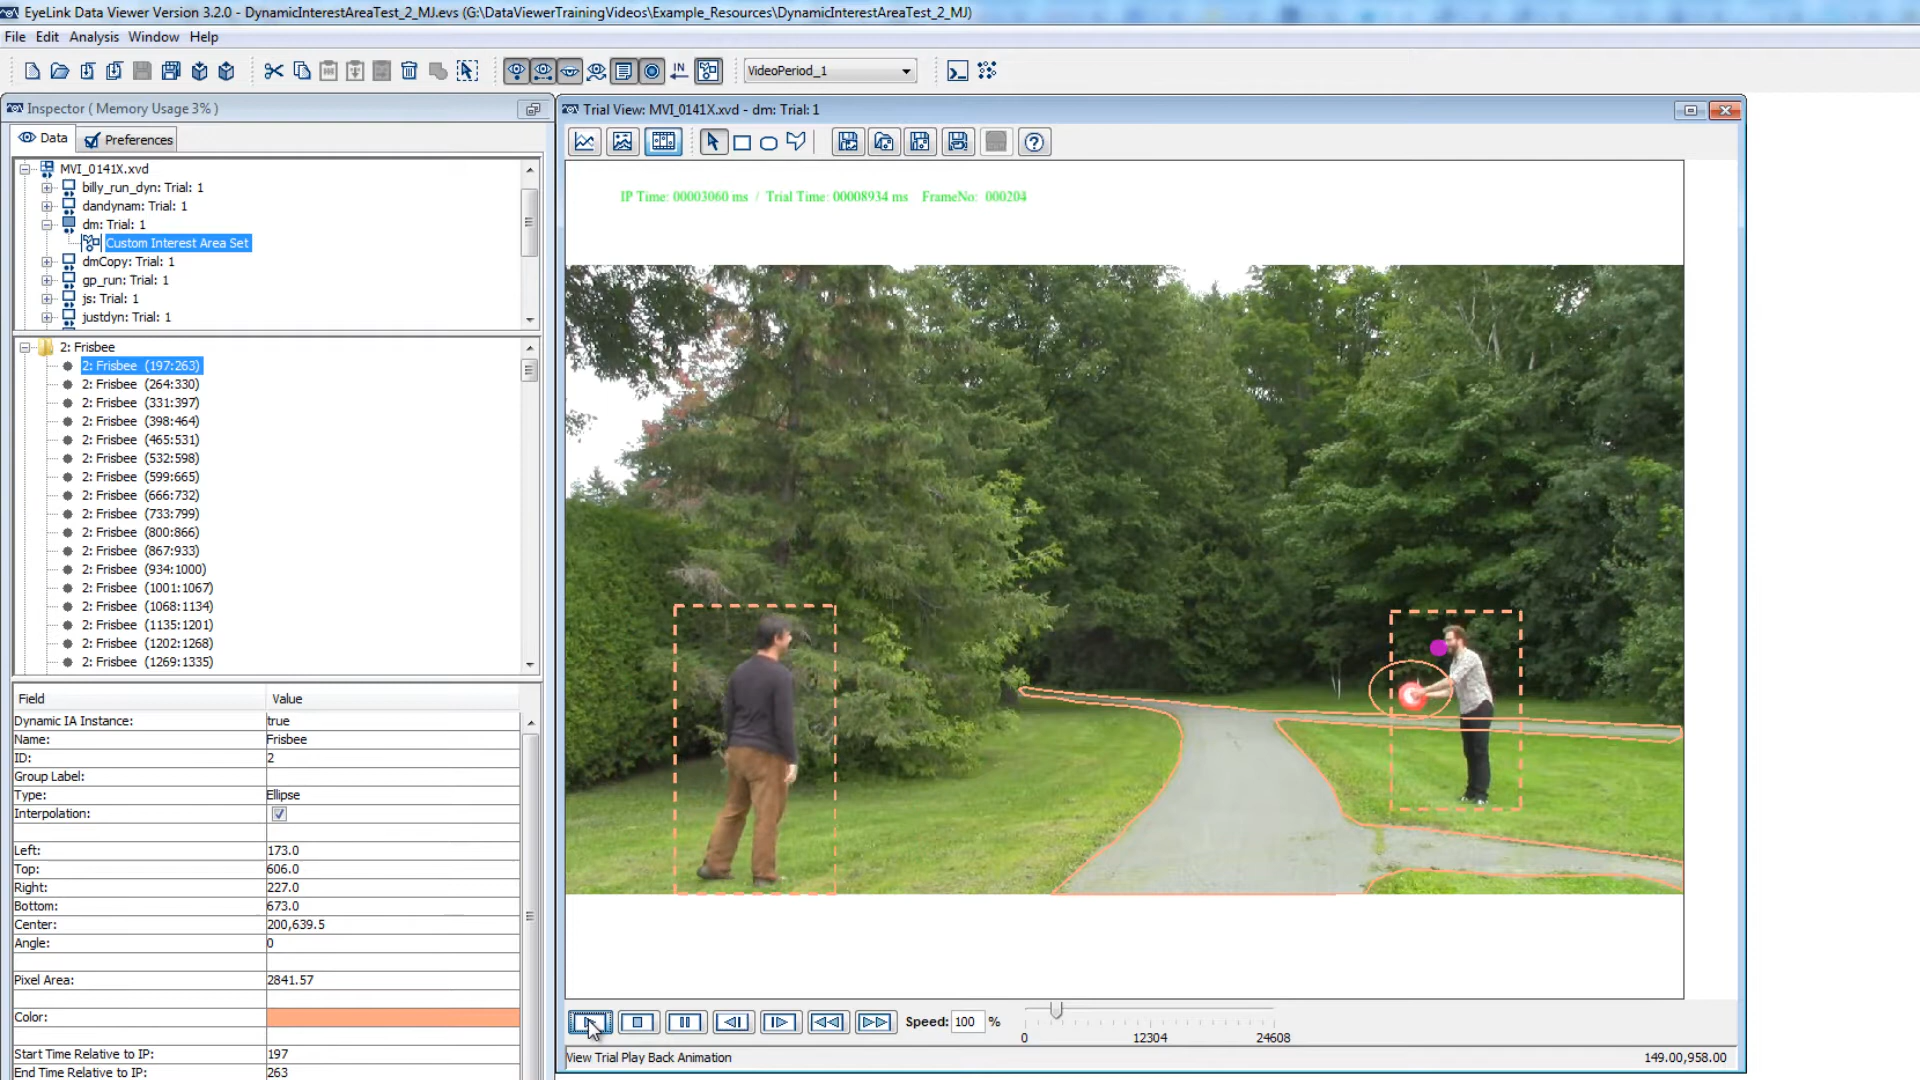 EyeLink Data Viewer Version 3.2.0 - DynamicInterestAreaTest_2_MJ.evs (G:\DataViewerTrainingVideos\Example_Resources\DynamicInterestAreaTest_2_MJ)
File Edit Analysis Window Help
IN VideoPeriod_1
Inspector ( Memory Usage 3% )
Data Preferences
MVI_0141X.xvd
billy_run_dyn: Trial: 1
dandynam: Trial: 1
dm: Trial: 1
Custom Interest Area Set
dmCopy: Trial: 1
gp_run: Trial: 1
js: Trial: 1
justdyn: Trial: 1
2: Frisbee
2: Frisbee (197:263)
2: Frisbee (264:330)
2: Frisbee (331:397)
2: Frisbee (398:464)
2: Frisbee (465:531)
2: Frisbee (532:598)
2: Frisbee (599:665)
2: Frisbee (666:732)
2: Frisbee (733:799)
2: Frisbee (800:866)
2: Frisbee (867:933)
2: Frisbee (934:1000)
2: Frisbee (1001:1067)
2: Frisbee (1068:1134)
2: Frisbee (1135:1201)
2: Frisbee (1202:1268)
2: Frisbee (1269:1335)
Field Value
Dynamic IA Instance: true
Name: Frisbee
ID: 2
Group Label:
Type: Ellipse
Interpolation:
Left: 173.0
Top: 606.0
Right: 227.0
Bottom: 673.0
Center: 200,639.5
Angle: 0
Pixel Area: 2841.57
Color:
Start Time Relative to IP: 197
End Time Relative to IP: 263
Trial View: MVI_0141X.xvd - dm: Trial: 1
IP Time: 00003060 ms / Trial Time: 00008934 ms FrameNo: 000204
Speed: 100 %
0 12304 24608
View Trial Play Back Animation 149.00,958.00